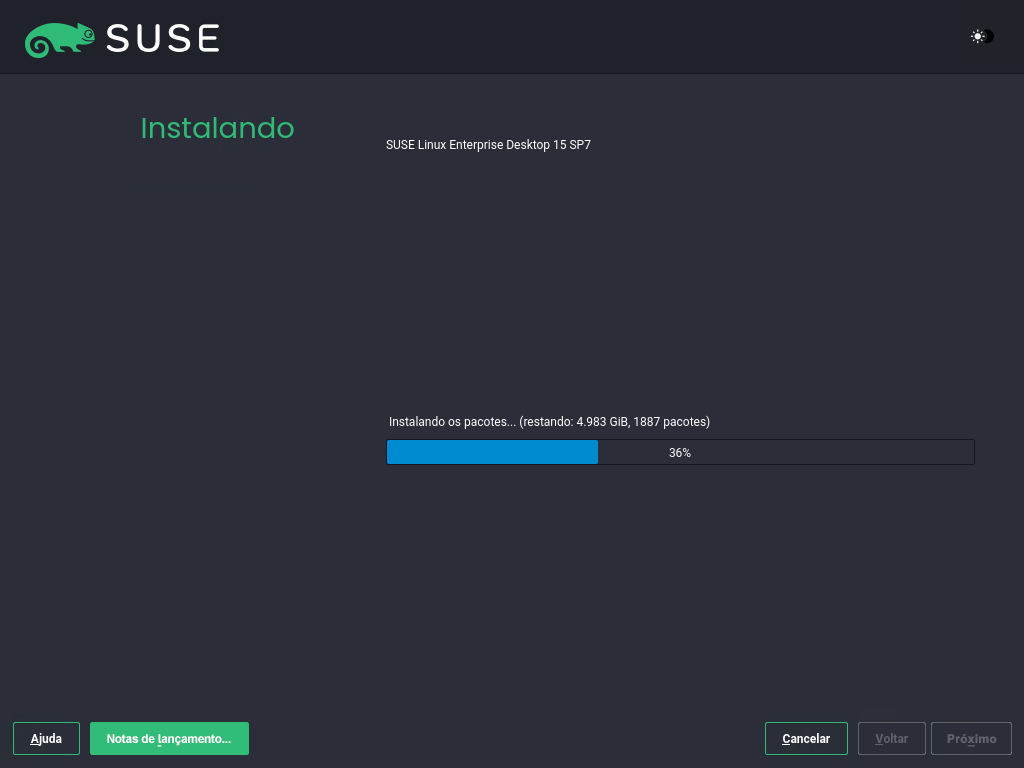 SUSE
Instalando
SUSE Linux Enterprise Desktop 15 SP7
Instalando os pacotes... (restando: 4.983 GiB, 1887 pacotes)
36%
Ajuda
Notas de lançamento...
Cancelar
Voltar
Próximo